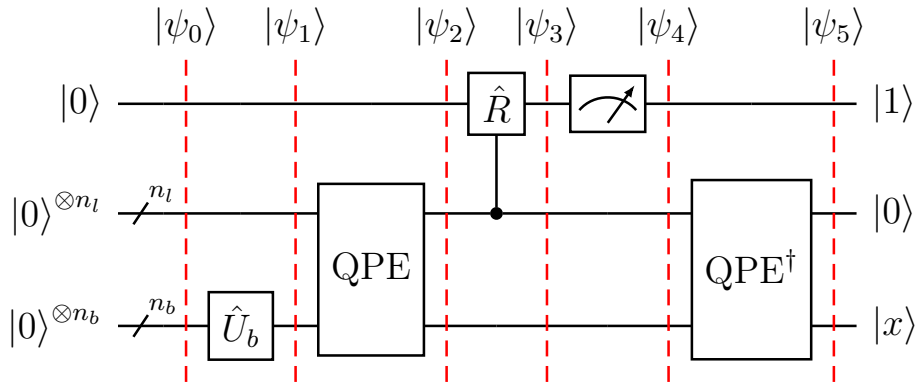 |ψ₀⟩ |ψ₁⟩ |ψ₂⟩ |ψ₃⟩ |ψ₄⟩ |ψ₅⟩
|0⟩ R̂ |1⟩
|0⟩^{⊗n_l} n_l |0⟩
QPE QPE†
|0⟩^{⊗n_b} n_b Û_b |x⟩